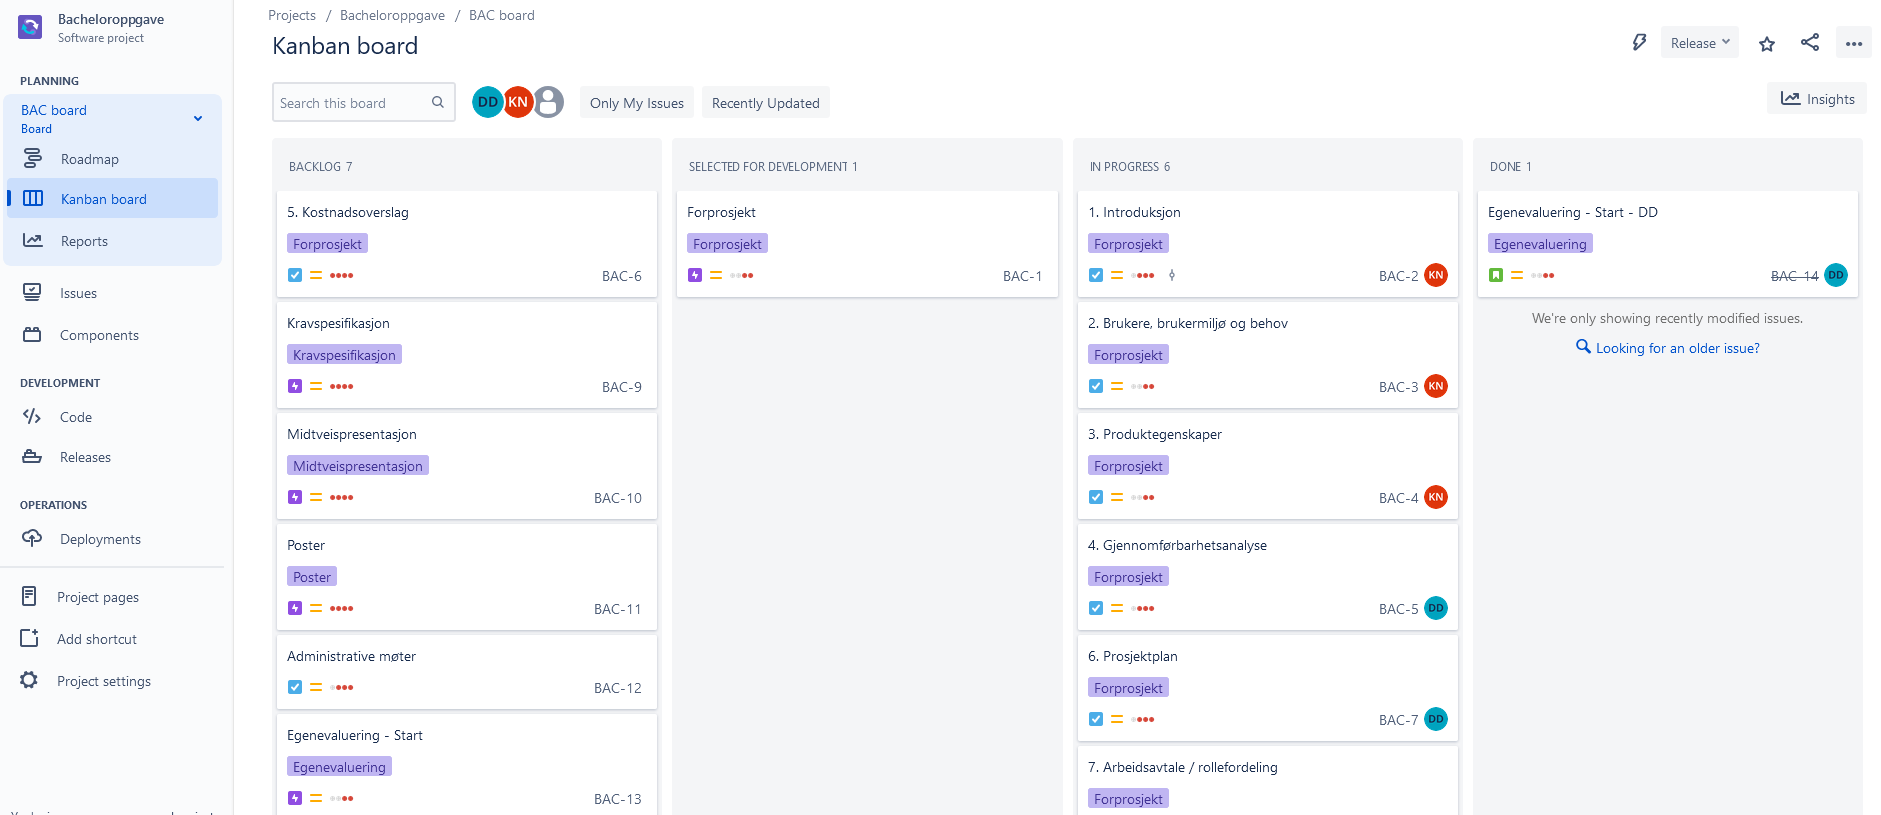 Bacheloroppgave
Software project
PLANNING
BAC board
Board
Roadmap
Kanban board
Reports
Issues
Components
DEVELOPMENT
Code
Releases
OPERATIONS
Deployments
Project pages
Add shortcut
Project settings
Projects / Bacheloroppgave / BAC board
Kanban board
Release
Search this board
DD KN
Only My Issues
Recently Updated
Insights
BACKLOG 7
5. Kostnadsoverslag
Forprosjekt
BAC-6
Kravspesifikasjon
Kravspesifikasjon
BAC-9
Midtveispresentasjon
Midtveispresentasjon
BAC-10
Poster
Poster
BAC-11
Administrative møter
BAC-12
Egenevaluering - Start
Egenevaluering
BAC-13
SELECTED FOR DEVELOPMENT 1
Forprosjekt
Forprosjekt
BAC-1
IN PROGRESS 6
1. Introduksjon
Forprosjekt
BAC-2 KN
2. Brukere, brukermiljø og behov
Forprosjekt
BAC-3 KN
3. Produktegenskaper
Forprosjekt
BAC-4 KN
4. Gjennomførbarhetsanalyse
Forprosjekt
BAC-5 DD
6. Prosjektplan
Forprosjekt
BAC-7 DD
7. Arbeidsavtale / rollefordeling
Forprosjekt
DONE 1
Egenevaluering - Start - DD
Egenevaluering
BAC-14 DD
We're only showing recently modified issues.
Looking for an older issue?